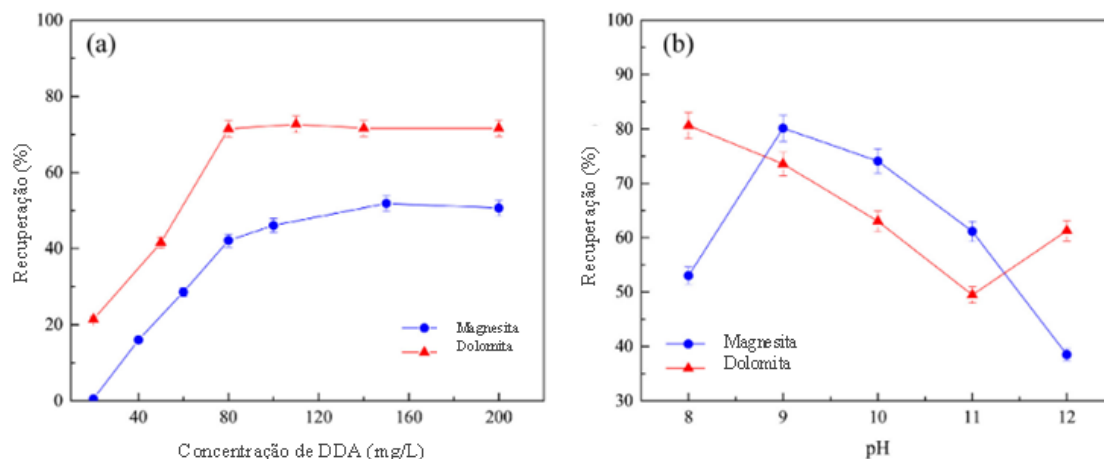 (a)
Recuperação (%)
100
80
60
40
20
0
40
80
120
160
200
Concentração de DDA (mg/L)
Magnesita
Dolomita
(b)
Recuperação (%)
100
90
80
70
60
50
40
30
8
9
10
11
12
pH
Magnesita
Dolomita